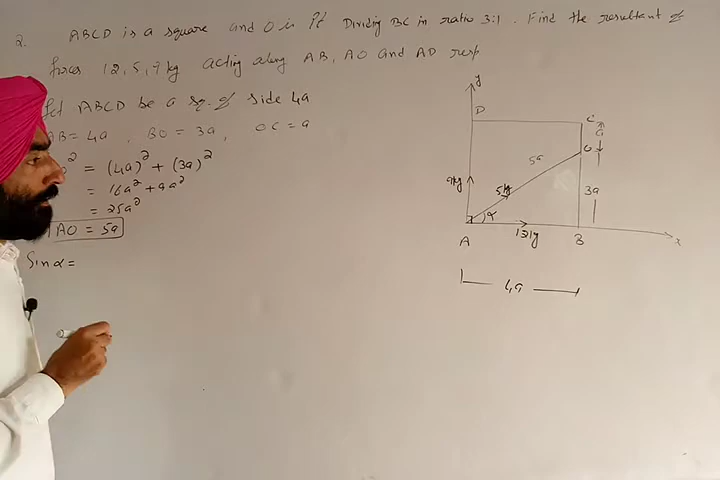 2. ABCD is a square and O is Pt Dividing BC in ratio 3:1. Find the resultant of
forces 12, 5, 9 kg acting along AB, AO and AD resp
Let ABCD be a sq. of side 4a
AB = 4a, BO = 3a, OC = a
= (4a)² + (3a)²
= 16a² + 9a²
= 25a²
AO = 5a
Sinα =
y
D
C
a
O
5a
9kg
5kg
3a
α
A
12kg
B
x
4a